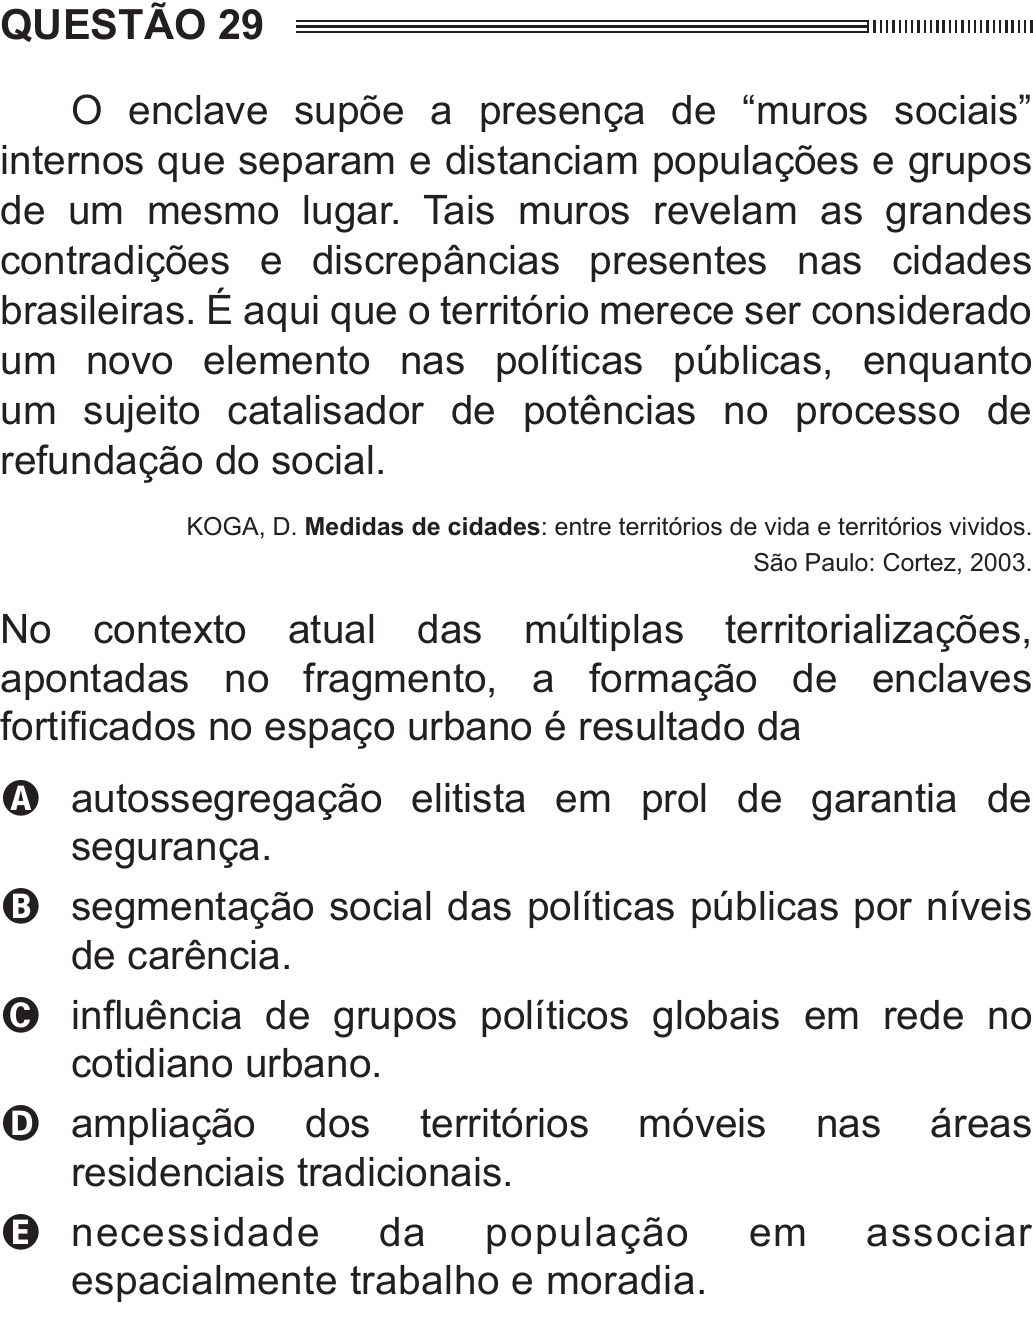 QUESTÃO 29
O enclave supõe a presença de “muros sociais”
internos que separam e distanciam populações e grupos
de um mesmo lugar. Tais muros revelam as grandes
contradições e discrepâncias presentes nas cidades
brasileiras. É aqui que o território merece ser considerado
um novo elemento nas políticas públicas, enquanto
um sujeito catalisador de potências no processo de
refundação do social.
KOGA, D. Medidas de cidades: entre territórios de vida e territórios vividos.
São Paulo: Cortez, 2003.
No contexto atual das múltiplas territorializações,
apontadas no fragmento, a formação de enclaves
fortificados no espaço urbano é resultado da
A autossegregação elitista em prol de garantia de
segurança.
B segmentação social das políticas públicas por níveis
de carência.
C influência de grupos políticos globais em rede no
cotidiano urbano.
D ampliação dos territórios móveis nas áreas
residenciais tradicionais.
E necessidade da população em associar
espacialmente trabalho e moradia.